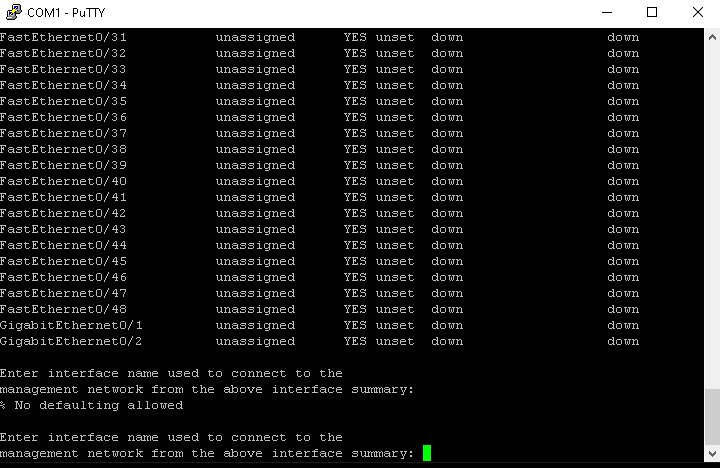 COM1 - PuTTY
FastEthernet0/31 unassigned YES unset down down
FastEthernet0/32 unassigned YES unset down down
FastEthernet0/33 unassigned YES unset down down
FastEthernet0/34 unassigned YES unset down down
FastEthernet0/35 unassigned YES unset down down
FastEthernet0/36 unassigned YES unset down down
FastEthernet0/37 unassigned YES unset down down
FastEthernet0/38 unassigned YES unset down down
FastEthernet0/39 unassigned YES unset down down
FastEthernet0/40 unassigned YES unset down down
FastEthernet0/41 unassigned YES unset down down
FastEthernet0/42 unassigned YES unset down down
FastEthernet0/43 unassigned YES unset down down
FastEthernet0/44 unassigned YES unset down down
FastEthernet0/45 unassigned YES unset down down
FastEthernet0/46 unassigned YES unset down down
FastEthernet0/47 unassigned YES unset down down
FastEthernet0/48 unassigned YES unset down down
GigabitEthernet0/1 unassigned YES unset down down
GigabitEthernet0/2 unassigned YES unset down down
Enter interface name used to connect to the
management network from the above interface summary:
% No defaulting allowed
Enter interface name used to connect to the
management network from the above interface summary: